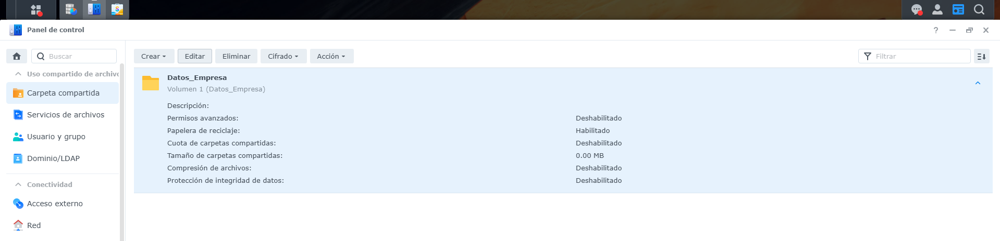 Panel de control
Buscar
Uso compartido de archivo
Carpeta compartida
Servicios de archivos
Usuario y grupo
Dominio/LDAP
Conectividad
Acceso externo
Red
Crear Editar Eliminar Cifrado Acción Filtrar
Datos_Empresa
Volumen 1 (Datos_Empresa)
Descripción:
Permisos avanzados: Deshabilitado
Papelera de reciclaje: Habilitado
Cuota de carpetas compartidas: Deshabilitado
Tamaño de carpetas compartidas: 0.00 MB
Compresión de archivos: Deshabilitado
Protección de integridad de datos: Deshabilitado